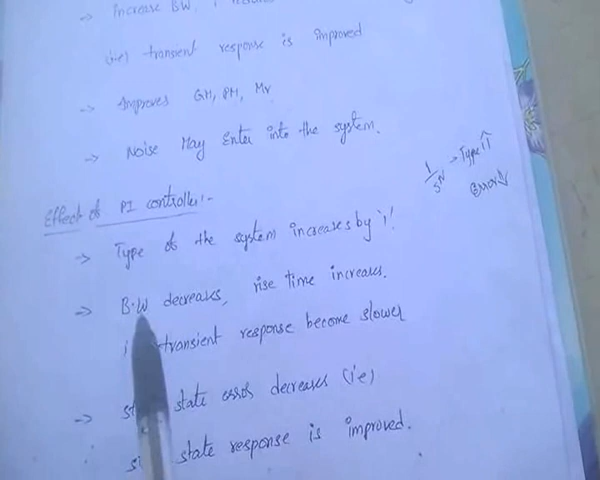 → Increase BW,
(i.e) transient response is improved
→ Improves GM, PM, Mr
→ Noise May Enter into the system.
1/S^N → Type ↑
Error ↓
Effect of PI controller:-
→ Type of the system increases by '1'
→ B.W decreases, rise time increases.
transient response become slower
→ state error decreases (i.e)
state response is improved.